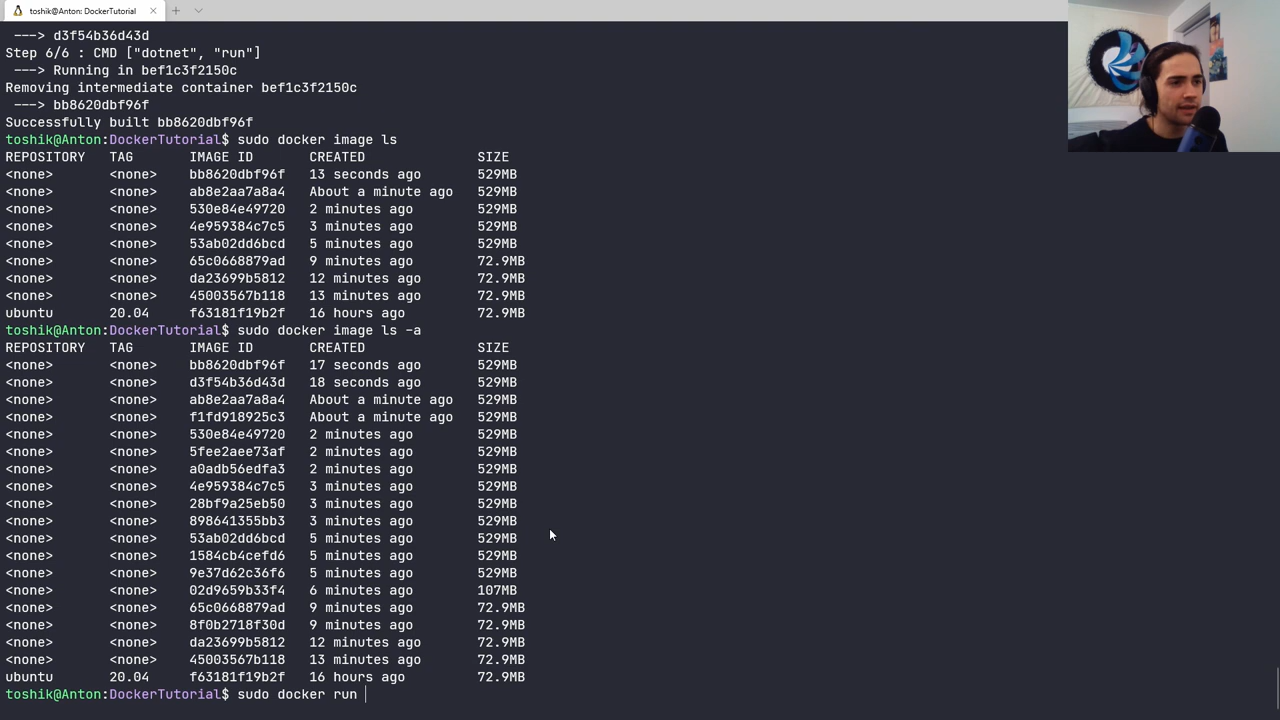 toshik@Anton: DockerTutorial
---> d3f54b36d43d
Step 6/6 : CMD ["dotnet", "run"]
---> Running in bef1c3f2150c
Removing intermediate container bef1c3f2150c
---> bb8620dbf96f
Successfully built bb8620dbf96f
toshik@Anton:DockerTutorial$ sudo docker image ls
REPOSITORY TAG IMAGE ID CREATED SIZE
<none> <none> bb8620dbf96f 13 seconds ago 529MB
<none> <none> ab8e2aa7a8a4 About a minute ago 529MB
<none> <none> 530e84e49720 2 minutes ago 529MB
<none> <none> 4e959384c7c5 3 minutes ago 529MB
<none> <none> 53ab02dd6bcd 5 minutes ago 529MB
<none> <none> 65c0668879ad 9 minutes ago 72.9MB
<none> <none> da23699b5812 12 minutes ago 72.9MB
<none> <none> 45003567b118 13 minutes ago 72.9MB
ubuntu 20.04 f63181f19b2f 16 hours ago 72.9MB
toshik@Anton:DockerTutorial$ sudo docker image ls -a
REPOSITORY TAG IMAGE ID CREATED SIZE
<none> <none> bb8620dbf96f 17 seconds ago 529MB
<none> <none> d3f54b36d43d 18 seconds ago 529MB
<none> <none> ab8e2aa7a8a4 About a minute ago 529MB
<none> <none> f1fd918925c3 About a minute ago 529MB
<none> <none> 530e84e49720 2 minutes ago 529MB
<none> <none> 5fee2aee73af 2 minutes ago 529MB
<none> <none> a0adb56edfa3 2 minutes ago 529MB
<none> <none> 4e959384c7c5 3 minutes ago 529MB
<none> <none> 28bf9a25eb50 3 minutes ago 529MB
<none> <none> 898641355bb3 3 minutes ago 529MB
<none> <none> 53ab02dd6bcd 5 minutes ago 529MB
<none> <none> 1584cb4cefd6 5 minutes ago 529MB
<none> <none> 9e37d62c36f6 5 minutes ago 529MB
<none> <none> 02d9659b33f4 6 minutes ago 107MB
<none> <none> 65c0668879ad 9 minutes ago 72.9MB
<none> <none> 8f0b2718f30d 9 minutes ago 72.9MB
<none> <none> da23699b5812 12 minutes ago 72.9MB
<none> <none> 45003567b118 13 minutes ago 72.9MB
ubuntu 20.04 f63181f19b2f 16 hours ago 72.9MB
toshik@Anton:DockerTutorial$ sudo docker run